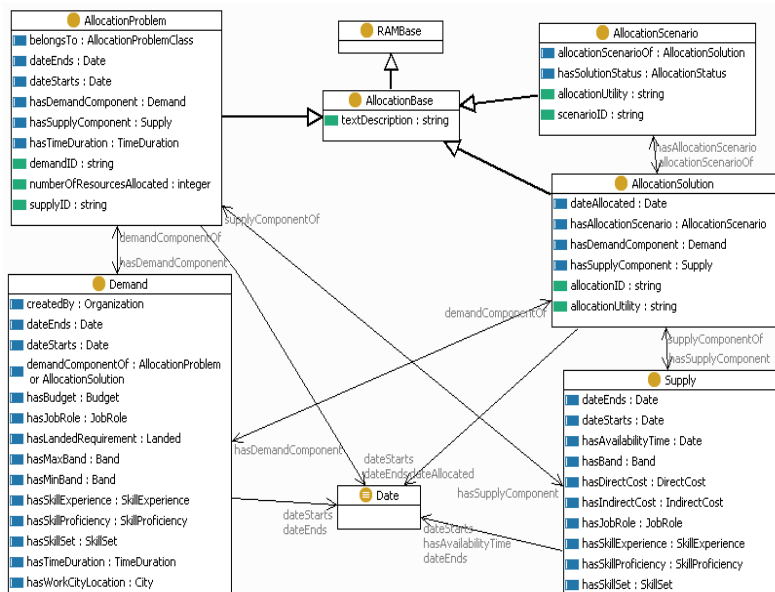 AllocationProblem
belongsTo : AllocationProblemClass
dateEnds : Date
dateStarts : Date
hasDemandComponent : Demand
hasSupplyComponent : Supply
hasTimeDuration : TimeDuration
demandID : string
numberOfResourcesAllocated : integer
supplyID : string
RAMBase
AllocationBase
textDescription : string
AllocationScenario
allocationScenarioOf : AllocationSolution
hasSolutionStatus : AllocationStatus
allocationUtility : string
scenarioID : string
hasAllocationScenario
allocationScenarioOf
AllocationSolution
dateAllocated : Date
hasAllocationScenario : AllocationScenario
hasDemandComponent : Demand
hasSupplyComponent : Supply
allocationID : string
allocationUtility : string
supplyComponentOf
demandComponentOf
hasDemandComponent
Demand
createdBy : Organization
dateEnds : Date
dateStarts : Date
demandComponentOf : AllocationProblem
or AllocationSolution
hasBudget : Budget
hasJobRole : JobRole
hasLandedRequirement : Landed
hasMaxBand : Band
hasMinBand : Band
hasSkillExperience : SkillExperience
hasSkillProficiency : SkillProficiency
hasSkillSet : SkillSet
hasTimeDuration : TimeDuration
hasWorkCityLocation : City
demandComponentOf
hasDemandComponent
supplyComponentOf
hasSupplyComponent
dateStarts
dateEnds
dateAllocated
hasSupplyComponent
Date
dateStarts
dateEnds
dateStarts
hasAvailabilityTime
dateEnds
Supply
dateEnds : Date
dateStarts : Date
hasAvailabilityTime : Date
hasBand : Band
hasDirectCost : DirectCost
hasIndirectCost : IndirectCost
hasJobRole : JobRole
hasSkillExperience : SkillExperience
hasSkillProficiency : SkillProficiency
hasSkillSet : SkillSet